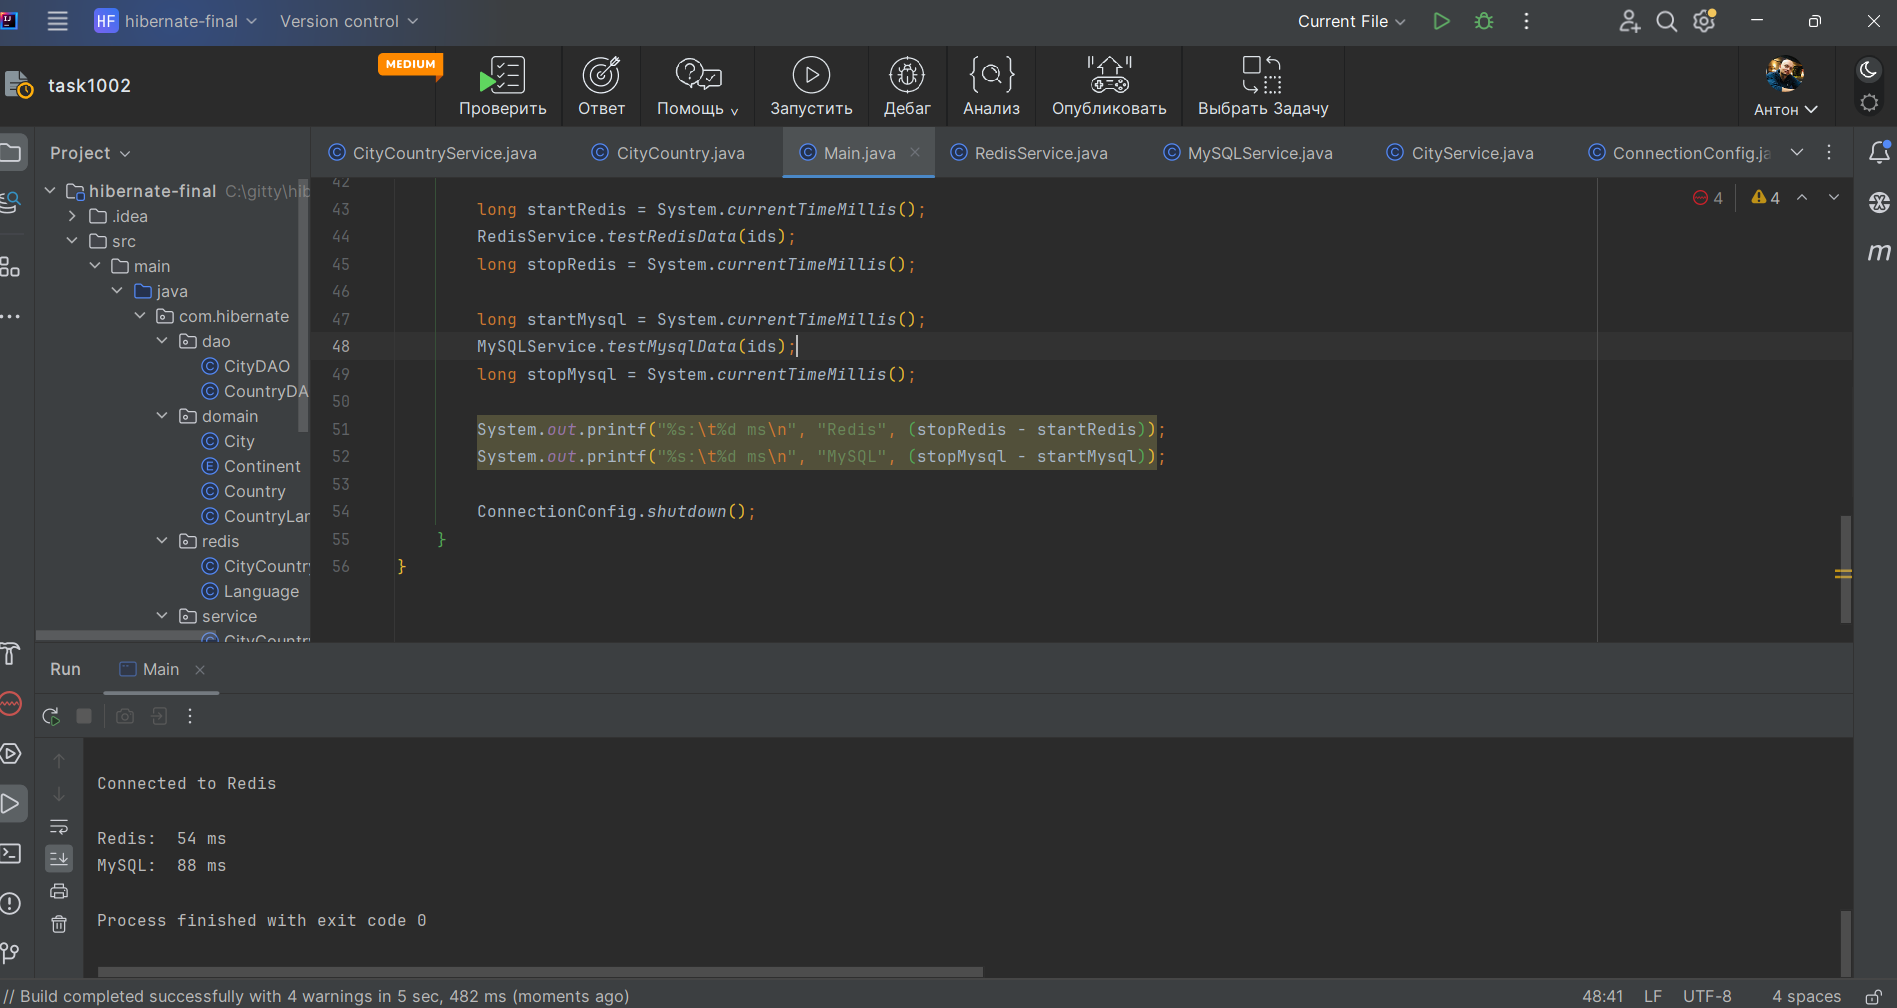 HF hibernate-final Version control Current File
task1002 MEDIUM Проверить Ответ Помощь Запустить Дебаг Анализ Опубликовать Выбрать Задачу Антон
Project CityCountryService.java CityCountry.java Main.java RedisService.java MySQLService.java CityService.java ConnectionConfig.ja
hibernate-final C:\gitty\hib
.idea
src
main
java
com.hibernate
dao
CityDAO
CountryDA
domain
City
Continent
Country
CountryLar
redis
CityCountry
Language
service
CityCountr
4 4
42
43 long startRedis = System.currentTimeMillis();
44 RedisService.testRedisData(ids);
45 long stopRedis = System.currentTimeMillis();
46
47 long startMysql = System.currentTimeMillis();
48 MySQLService.testMysqlData(ids);
49 long stopMysql = System.currentTimeMillis();
50
51 System.out.printf("%s:\t%d ms\n", "Redis", (stopRedis - startRedis));
52 System.out.printf("%s:\t%d ms\n", "MySQL", (stopMysql - startMysql));
53
54 ConnectionConfig.shutdown();
55 }
56 }
m
Run Main
Connected to Redis
Redis: 54 ms
MySQL: 88 ms
Process finished with exit code 0
// Build completed successfully with 4 warnings in 5 sec, 482 ms (moments ago) 48:41 LF UTF-8 4 spaces